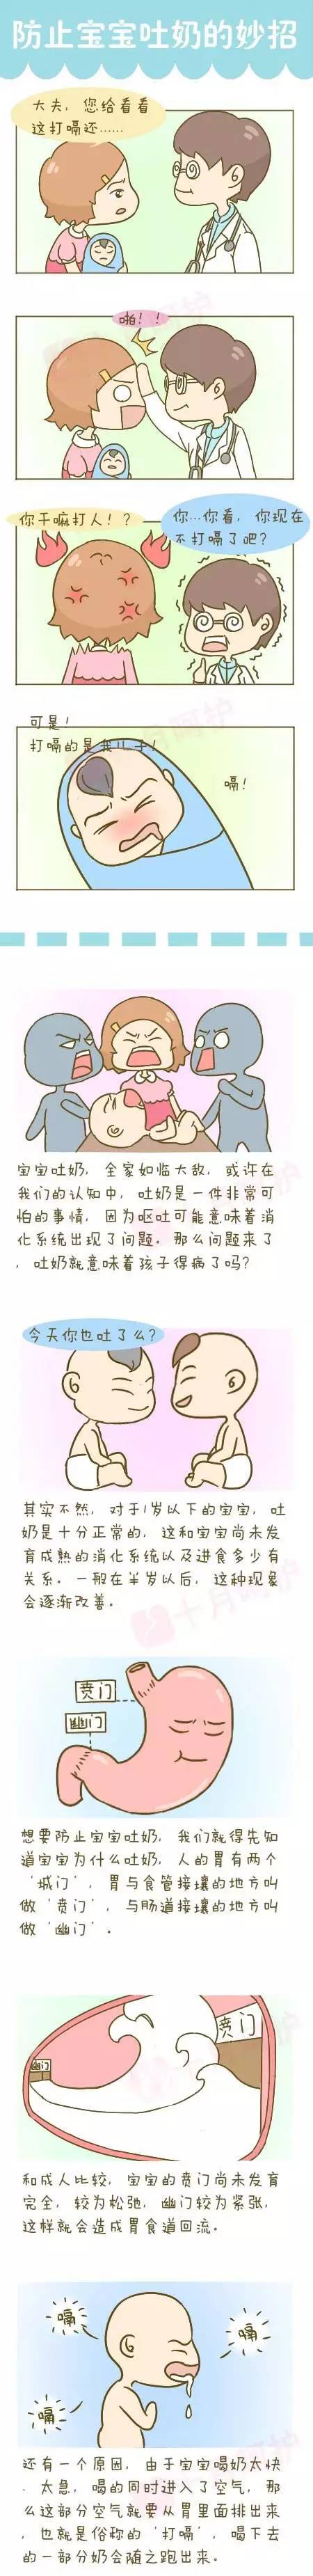 防止宝宝吐奶的妙招
大夫，您给看看
这打嗝还……
啪！！
你干嘛打人！？
你…你看，你现在
不打嗝了吧？
可是！
打嗝的是我儿子！
嗝！
宝宝吐奶，全家如临大敌，或许在
我们的认知中，吐奶是一件非常可
怕的事情，因为呕吐可能意味着消
化系统出现了问题。那么问题来了
，吐奶就意味着孩子得病了吗？
今天你也吐了么？
其实不然，对于1岁以下的宝宝，吐
奶是十分正常的，这和宝宝尚未发
育成熟的消化系统以及进食多少有
关系。一般在半岁以后，这种现象
会逐渐改善。
十月呵护
贲门
幽门
想要防止宝宝吐奶，我们就得先知
道宝宝为什么吐奶，人的胃有两个
‘城门’，胃与食管接壤的地方叫
做‘贲门’，与肠道接壤的地方叫
做‘幽门’。
贲门
幽门
和成人比较，宝宝的贲门尚未发育
完全，较为松弛，幽门较为紧张，
这样就会造成胃食道回流。
嗝
嗝
嗝
还有一个原因，由于宝宝喝奶太快
、太急，喝的同时进入了空气，那
么这部分空气就要从胃里面排出来
，也就是俗称的‘打嗝’，喝下去
的一部分奶会随之跑出来。